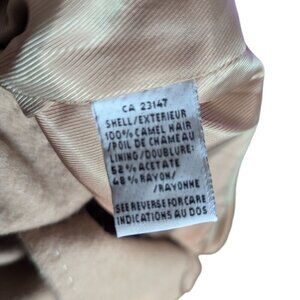 CA 23147
SHELL/EXTERIEUR
100% CAMEL HAIR
/POIL DE CHAMEAU
LINING/DOUBLURE:
52% ACETATE
48% RAYON/
/RAYONNE
SEE REVERSE FOR CARE
INDICATIONS AU DOS